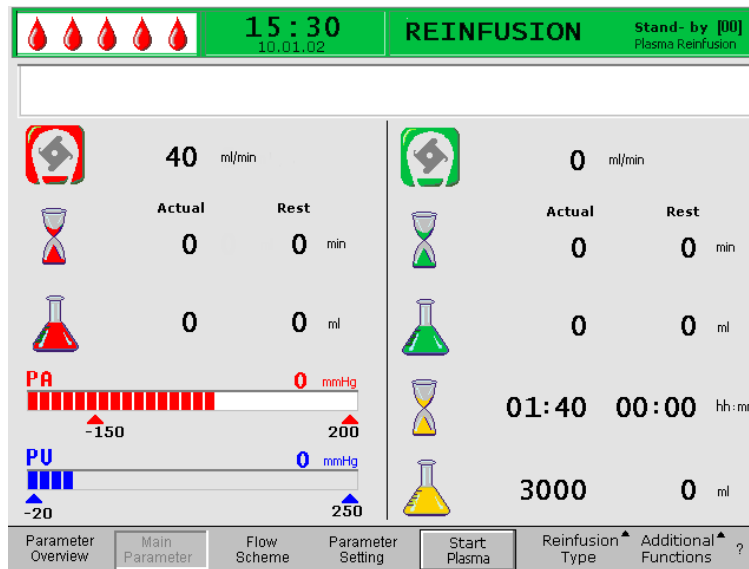 15:30 REINFUSION Stand- by [00]
10.01.02 Plasma Reinfusion
40 ml/min 0 ml/min
Actual Rest Actual Rest
0 0 min 0 0 min
0 0 ml 0 0 ml
PA 0 mmHg
-150 200
01:40 00:00 hh:mm
PV 0 mmHg
-20 250
3000 0 ml
Parameter Main Flow Parameter Start Reinfusion Additional ?
Overview Parameter Scheme Setting Plasma Type Functions